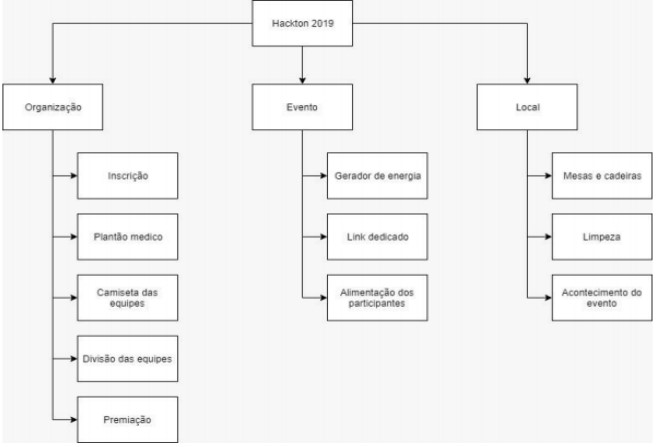 Hackton 2019
Organização
Evento
Local
Inscrição
Plantão medico
Camiseta das
equipes
Divisão das equipes
Premiação
Gerador de energia
Link dedicado
Alimentação dos
participantes
Mesas e cadeiras
Limpeza
Acontecimento do
evento